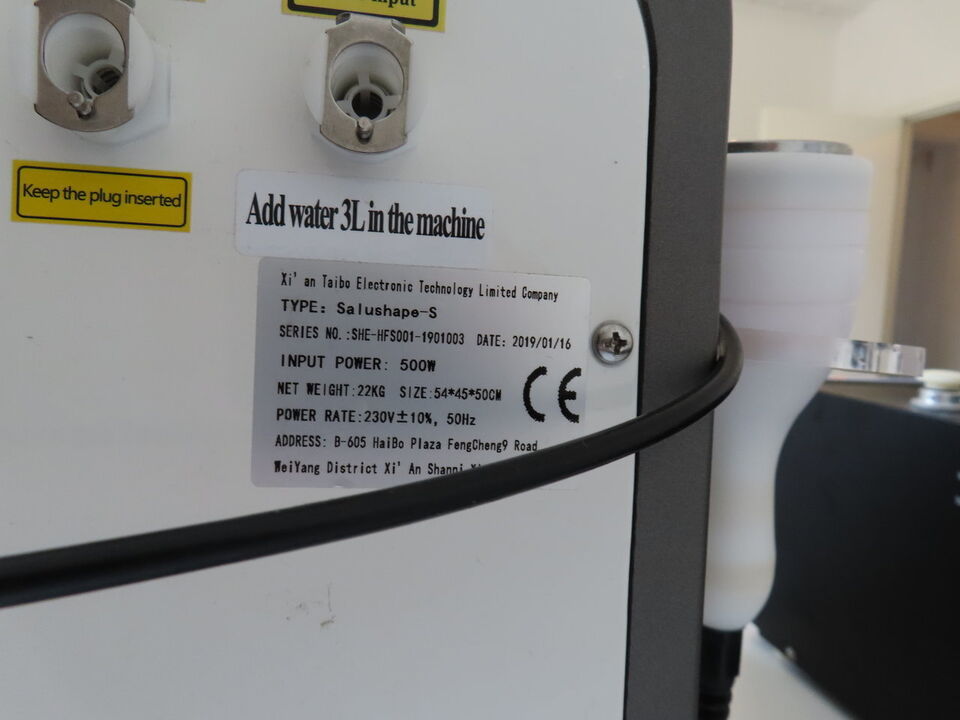 input
Keep the plug inserted
Add water 3L in the machine
Xi'an Taibo Electronic Technology Limited Company
TYPE: Salushape-S
SERIES NO.:SHE-HFS001-1901003 DATE: 2019/01/16
INPUT POWER: 500W
NET WEIGHT:22KG SIZE:54*45*50CM
CE
POWER RATE:230V±10%, 50Hz
ADDRESS: B-605 HaiBo Plaza FengCheng9 Road
WeiYang District Xi'An Shanni